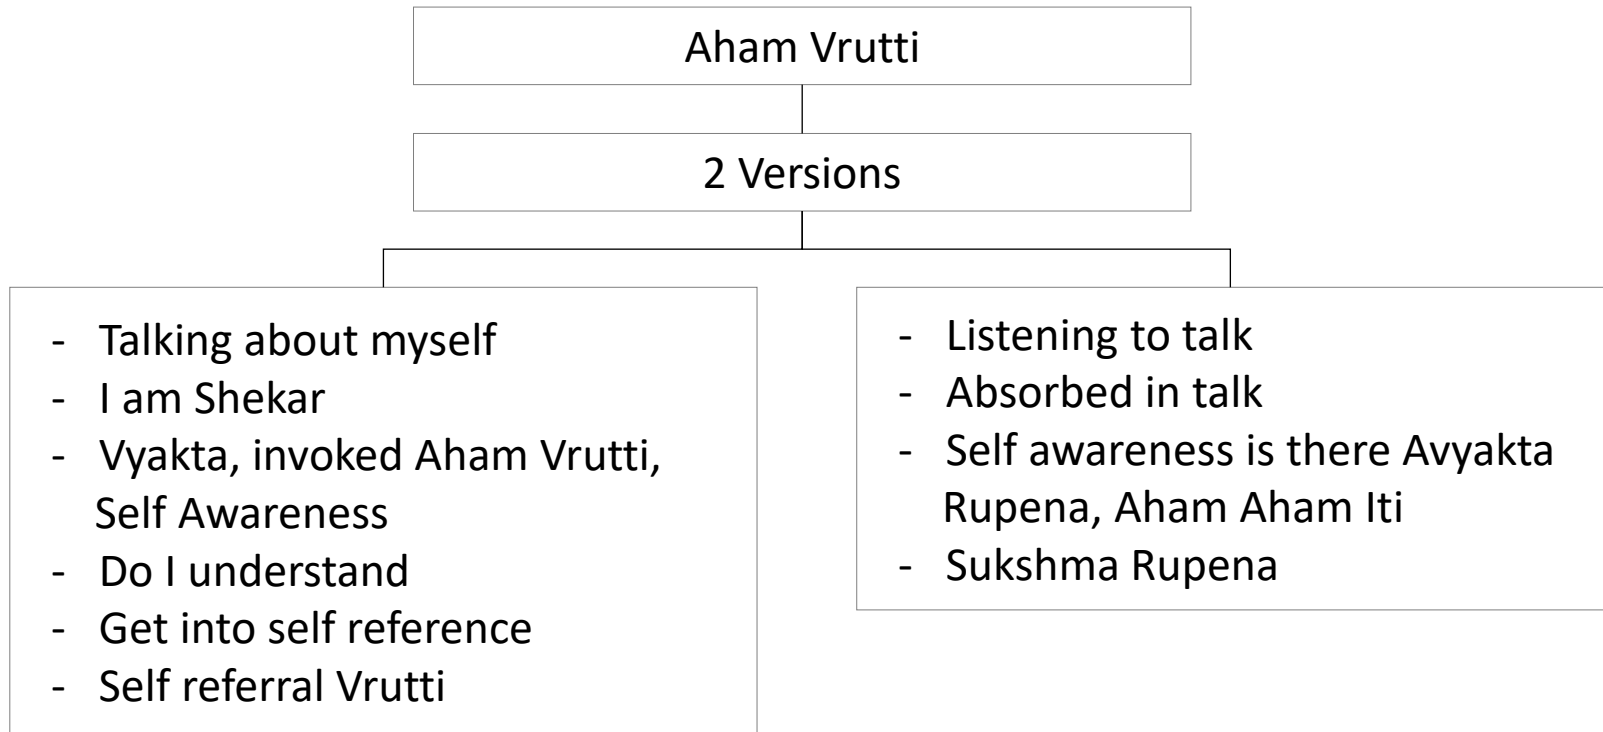 Aham Vrutti
2 Versions
- Talking about myself
- I am Shekar
- Vyakta, invoked Aham Vrutti,
Self Awareness
- Do I understand
- Get into self reference
- Self referral Vrutti
- Listening to talk
- Absorbed in talk
- Self awareness is there Avyakta
Rupena, Aham Aham Iti
- Sukshma Rupena